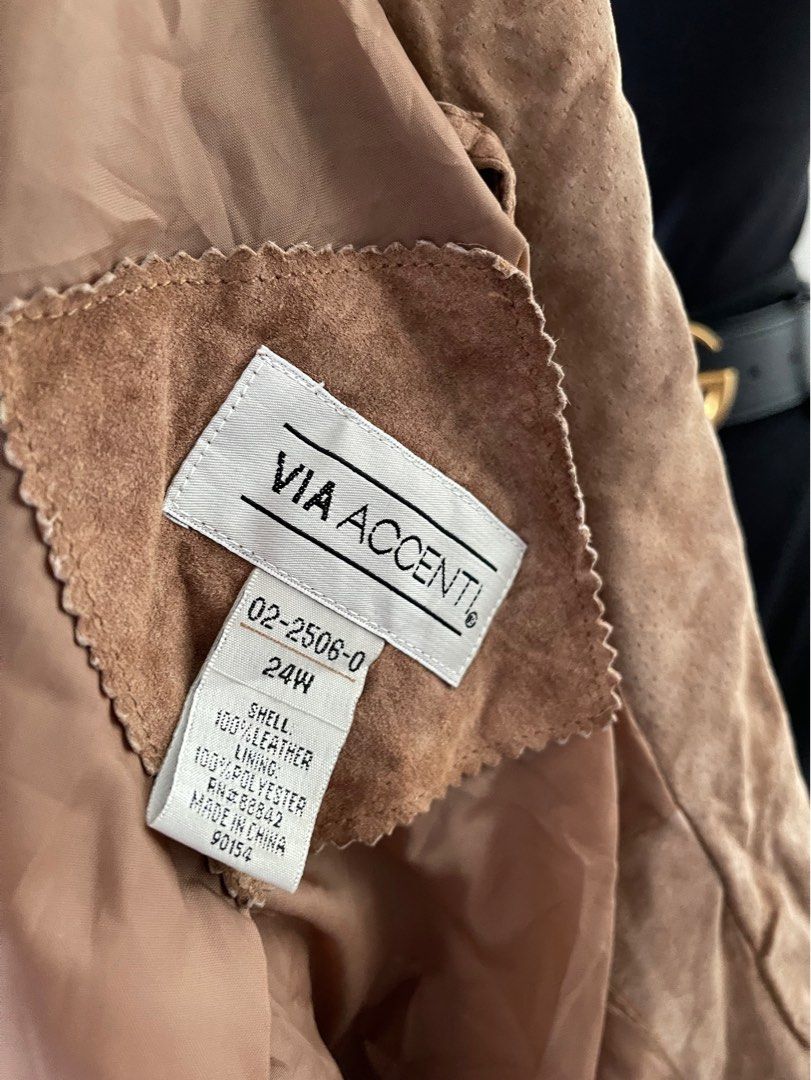 VIA ACCENTI®
02-2506-0
24W
SHELL:
100%LEATHER
LINING:
100%POLYESTER
RN#88842
MADE IN CHINA
90154